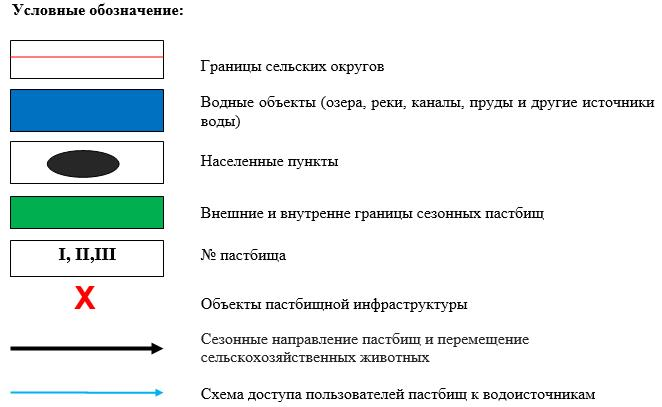 Условные обозначение:
Границы сельских округов
Водные объекты (озера, реки, каналы, пруды и другие источники
воды)
Населенные пункты
Внешние и внутренне границы сезонных пастбищ
I, II,III
№ пастбища
X
Объекты пастбищной инфраструктуры
Сезонные направление пастбищ и перемещение
сельскохозяйственных животных
Схема доступа пользователей пастбищ к водоисточникам